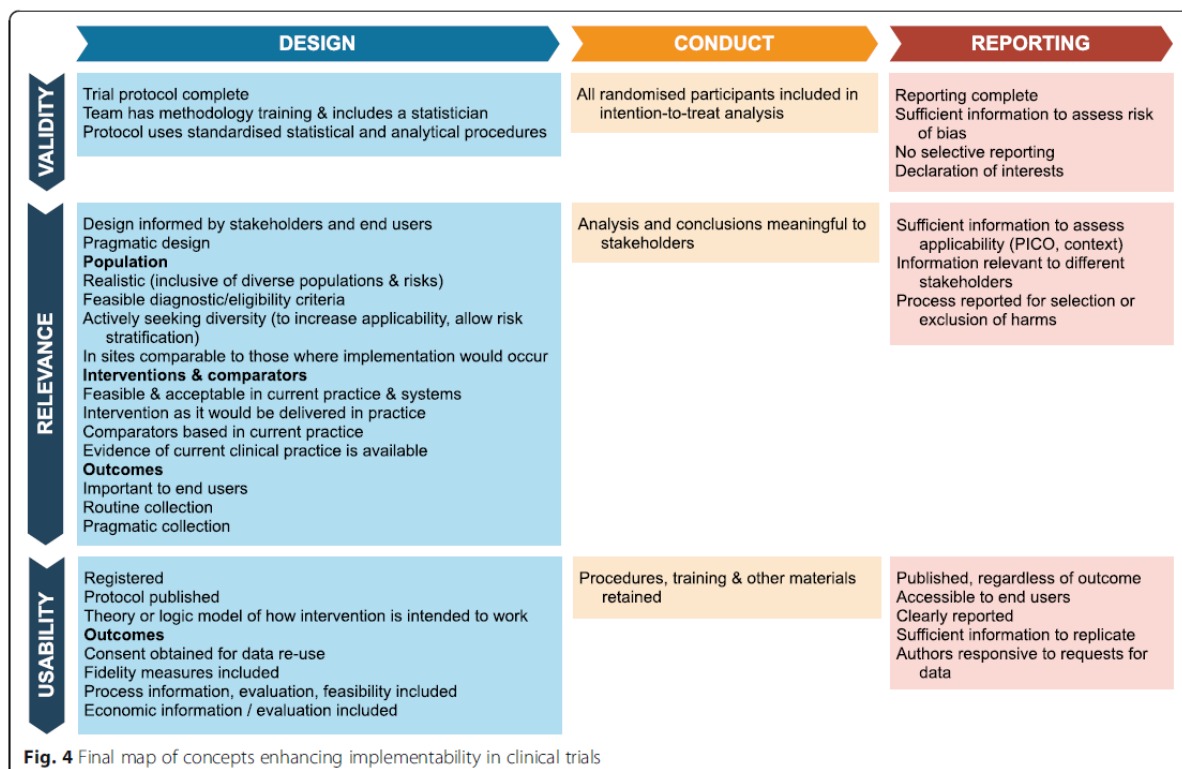 DESIGN
CONDUCT
REPORTING
VALIDITY
Trial protocol complete
Team has methodology training & includes a statistician
Protocol uses standardised statistical and analytical procedures
All randomised participants included in
intention-to-treat analysis
Reporting complete
Sufficient information to assess risk
of bias
No selective reporting
Declaration of interests
RELEVANCE
Design informed by stakeholders and end users
Pragmatic design
Population
Realistic (inclusive of diverse populations & risks)
Feasible diagnostic/eligibility criteria
Actively seeking diversity (to increase applicability, allow risk
stratification)
In sites comparable to those where implementation would occur
Interventions & comparators
Feasible & acceptable in current practice & systems
Intervention as it would be delivered in practice
Comparators based in current practice
Evidence of current clinical practice is available
Outcomes
Important to end users
Routine collection
Pragmatic collection
Analysis and conclusions meaningful to
stakeholders
Sufficient information to assess
applicability (PICO, context)
Information relevant to different
stakeholders
Process reported for selection or
exclusion of harms
USABILITY
Registered
Protocol published
Theory or logic model of how intervention is intended to work
Outcomes
Consent obtained for data re-use
Fidelity measures included
Process information, evaluation, feasibility included
Economic information / evaluation included
Procedures, training & other materials
retained
Published, regardless of outcome
Accessible to end users
Clearly reported
Sufficient information to replicate
Authors responsive to requests for
data
Fig. 4 Final map of concepts enhancing implementability in clinical trials